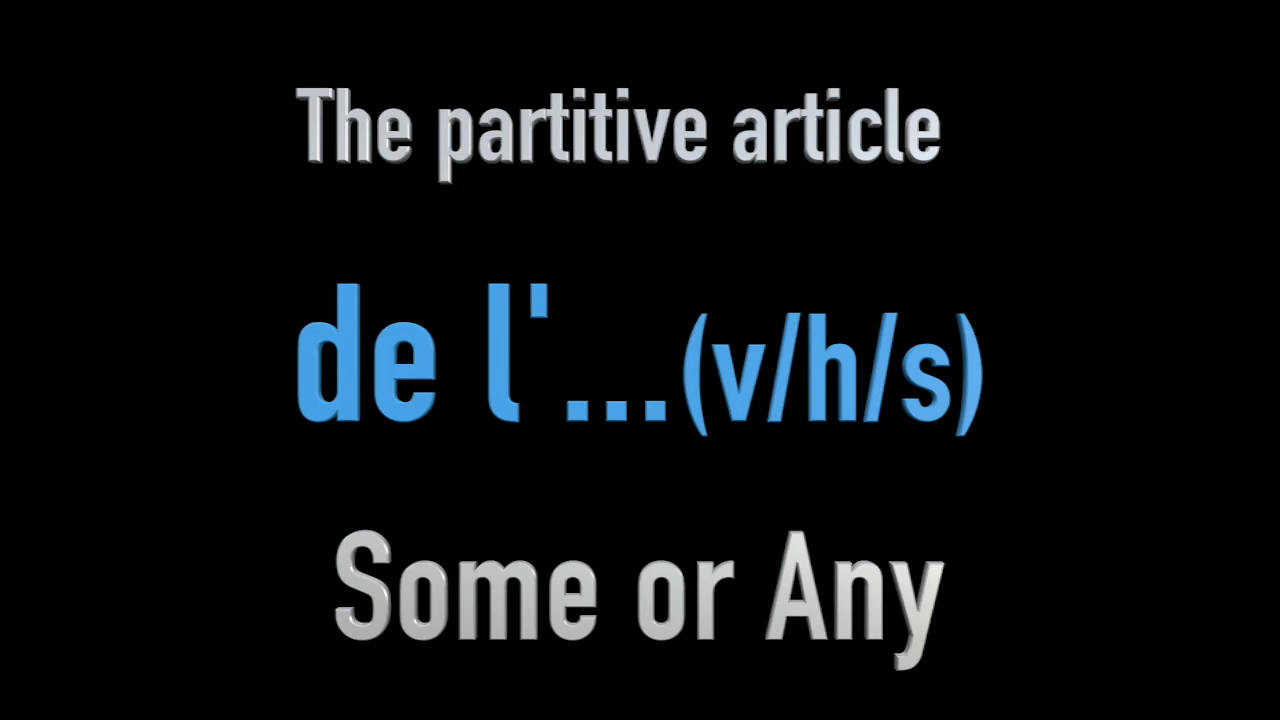 The partitive article
de l'...(v/h/s)
Some or Any